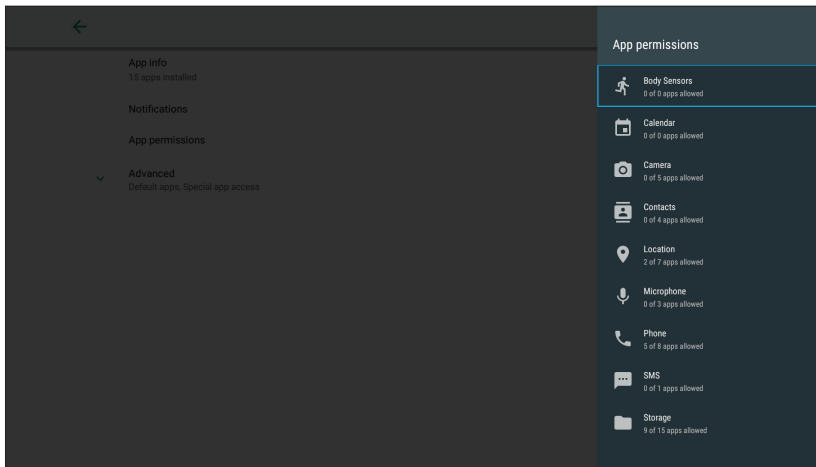 App info
15 apps installed
Notifications
App permissions
Advanced
Default apps, Special app access
App permissions
Body Sensors
0 of 0 apps allowed
Calendar
0 of 0 apps allowed
Camera
0 of 5 apps allowed
Contacts
0 of 4 apps allowed
Location
2 of 7 apps allowed
Microphone
0 of 3 apps allowed
Phone
5 of 8 apps allowed
SMS
0 of 1 apps allowed
Storage
9 of 15 apps allowed